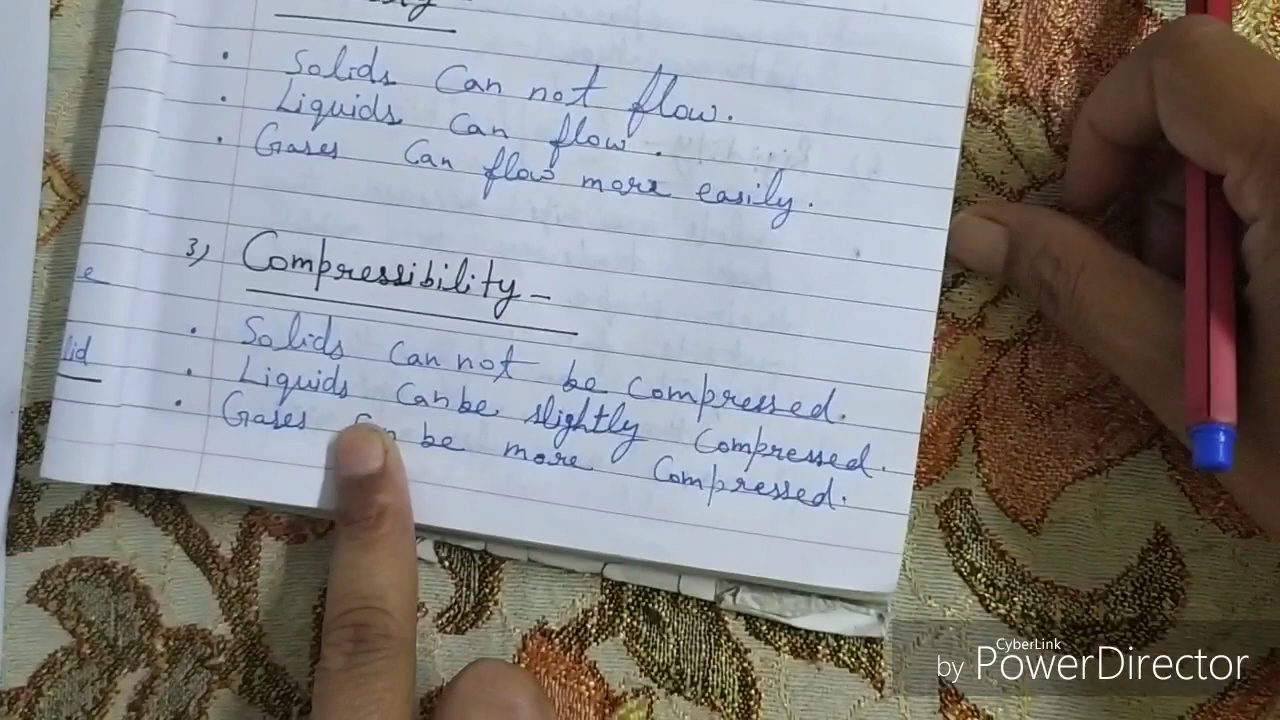 • Solids Can not flow.
• Liquids Can flow.
• Gases Can flow more easily.
3) Compressibility –
• Solids Can not be Compressed.
• Liquids Can be slightly Compressed.
• Gases be more Compressed.
e
lid
CyberLink
by PowerDirector